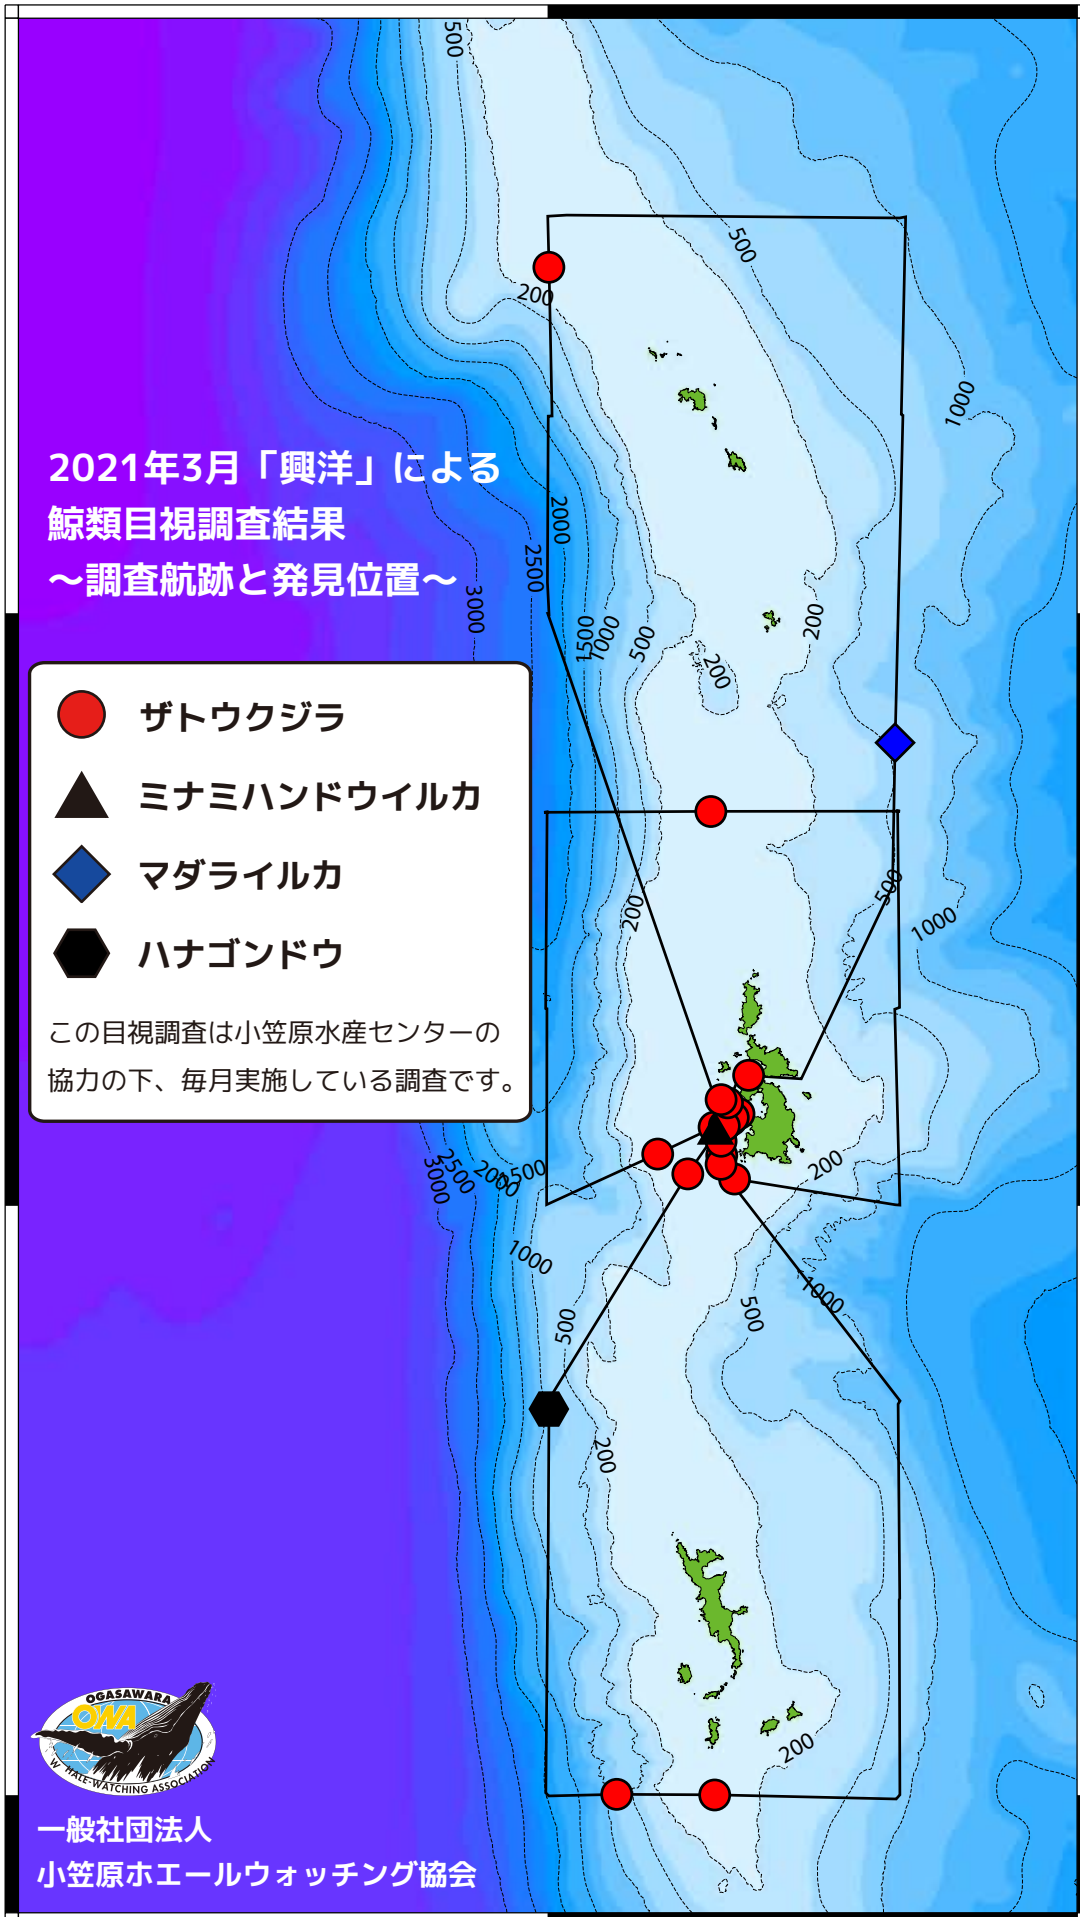 500
500
200
1000
2021年3月「興洋」による
鯨類目視調査結果
～調査航跡と発見位置～
2000
2500
3000
1500
1000
500
200
200
ザトウクジラ
ミナミハンドウイルカ
マダライルカ
ハナゴンドウ
この目視調査は小笠原水産センターの
協力の下、毎月実施している調査です。
200
500
1000
3000
2500
2000
1500
200
1000
500
500
1000
200
200
OGASAWARA
OWA
WHALE-WATCHING ASSOCIATION
一般社団法人
小笠原ホエールウォッチング協会